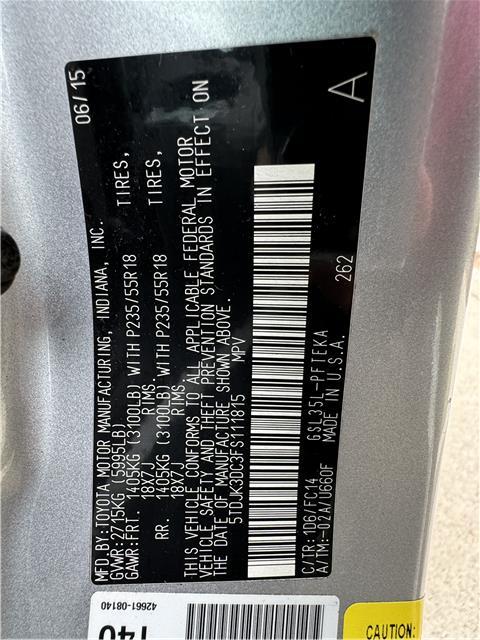 MFD BY:TOYOTA MOTOR MANUFACTURING, INDIANA, INC. 06/15
GVWR:2715KG (5995LB)
GAWR:FRT. 1405KG (3100LB) WITH P235/55R18 TIRES,
18X7J RIMS
RR. 1405KG (3100LB) WITH P235/55R18 TIRES,
18X7J RIMS
THIS VEHICLE CONFORMS TO ALL APPLICABLE FEDERAL MOTOR
VEHICLE SAFETY AND THEFT PREVENTION STANDARDS IN EFFECT ON
THE DATE OF MANUFACTURE SHOWN ABOVE.
5TDJK3DC3FS111815 MPV
C/TR:1D6/FC14 GSL35L-PFTEKA 262
A/TM:-02A/U660F MADE IN U.S.A. A
42661-08140
140
CAUTION: